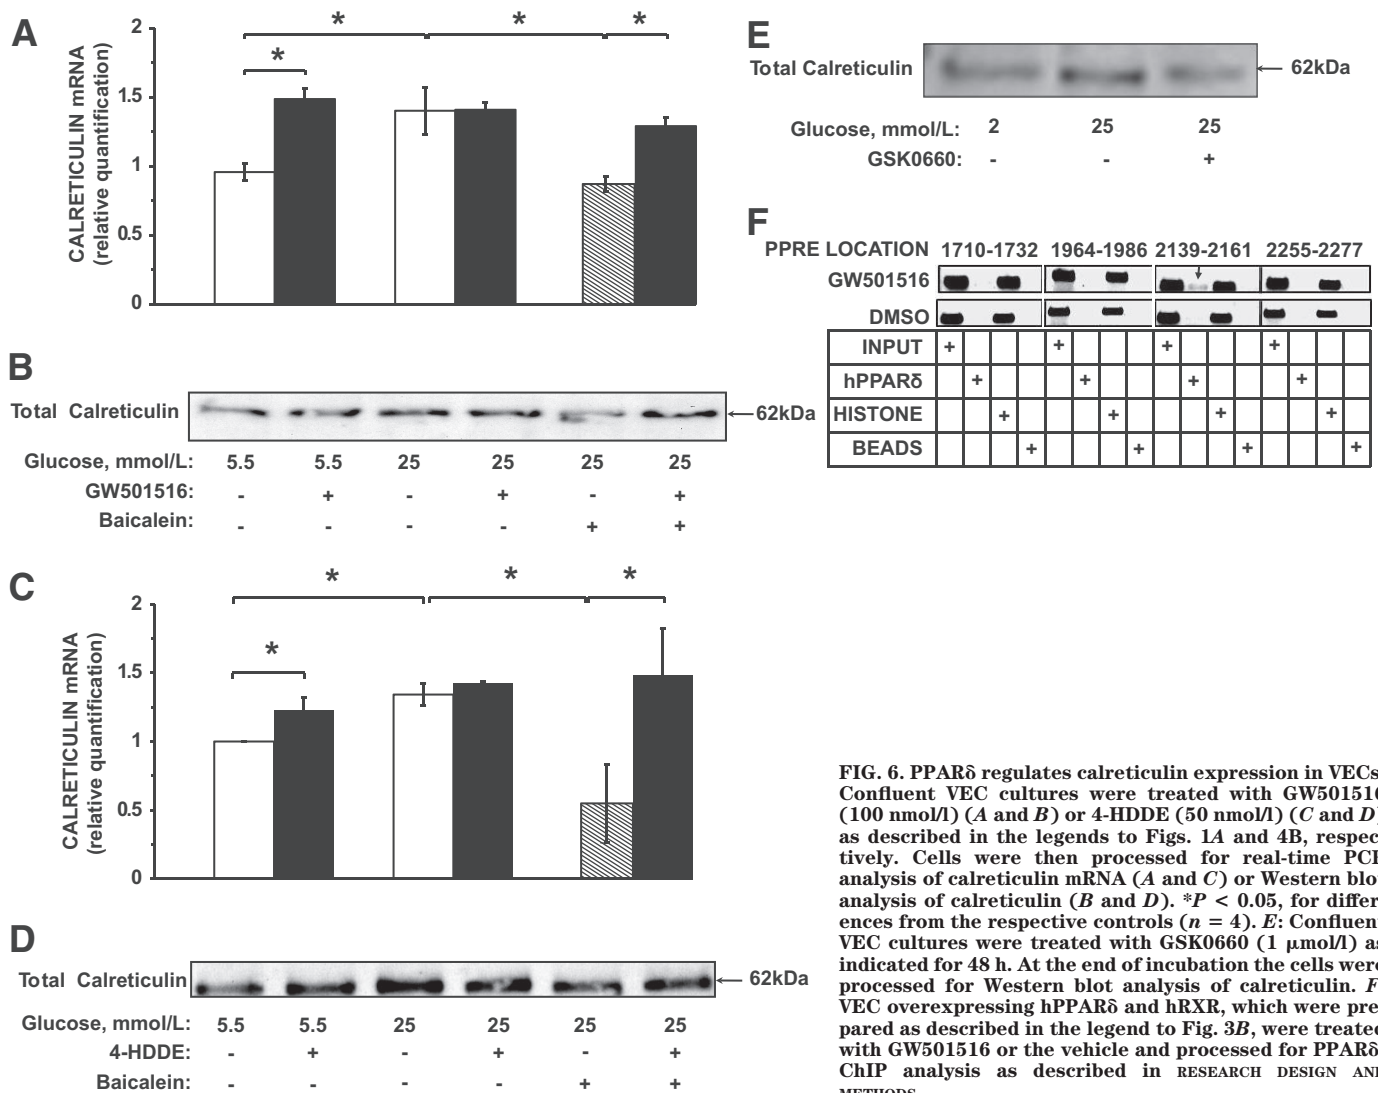 A
CALRETICULIN mRNA
(relative quantification)
2
1.5
1
0.5
0
* * * *
B
Total Calreticulin
62kDa
Glucose, mmol/L: 5.5 5.5 25 25 25 25
GW501516: - + - + - +
Baicalein: - - - - + +
C
CALRETICULIN mRNA
(relative quantification)
2
1.5
1
0.5
0
* * * *
D
Total Calreticulin
62kDa
Glucose, mmol/L: 5.5 5.5 25 25 25 25
4-HDDE: - + - + - +
Baicalein: - - - - + +
E
Total Calreticulin
62kDa
Glucose, mmol/L: 2 25 25
GSK0660: - - +
F
PPRE LOCATION 1710-1732 1964-1986 2139-2161 2255-2277
GW501516
DMSO
INPUT + + + +
hPPARδ + + + +
HISTONE + + + +
BEADS + + + +
FIG. 6. PPARδ regulates calreticulin expression in VECs.
Confluent VEC cultures were treated with GW501516
(100 nmol/l) (A and B) or 4-HDDE (50 nmol/l) (C and D)
as described in the legends to Figs. 1A and 4B, respec
tively. Cells were then processed for real-time PCR
analysis of calreticulin mRNA (A and C) or Western blot
analysis of calreticulin (B and D). *P < 0.05, for differ
ences from the respective controls (n = 4). E: Confluent
VEC cultures were treated with GSK0660 (1 μmol/l) as
indicated for 48 h. At the end of incubation the cells were
processed for Western blot analysis of calreticulin. F
VEC overexpressing hPPARδ and hRXR, which were pre
pared as described in the legend to Fig. 3B, were treated
with GW501516 or the vehicle and processed for PPARδ
ChIP analysis as described in RESEARCH DESIGN AND
METHODS